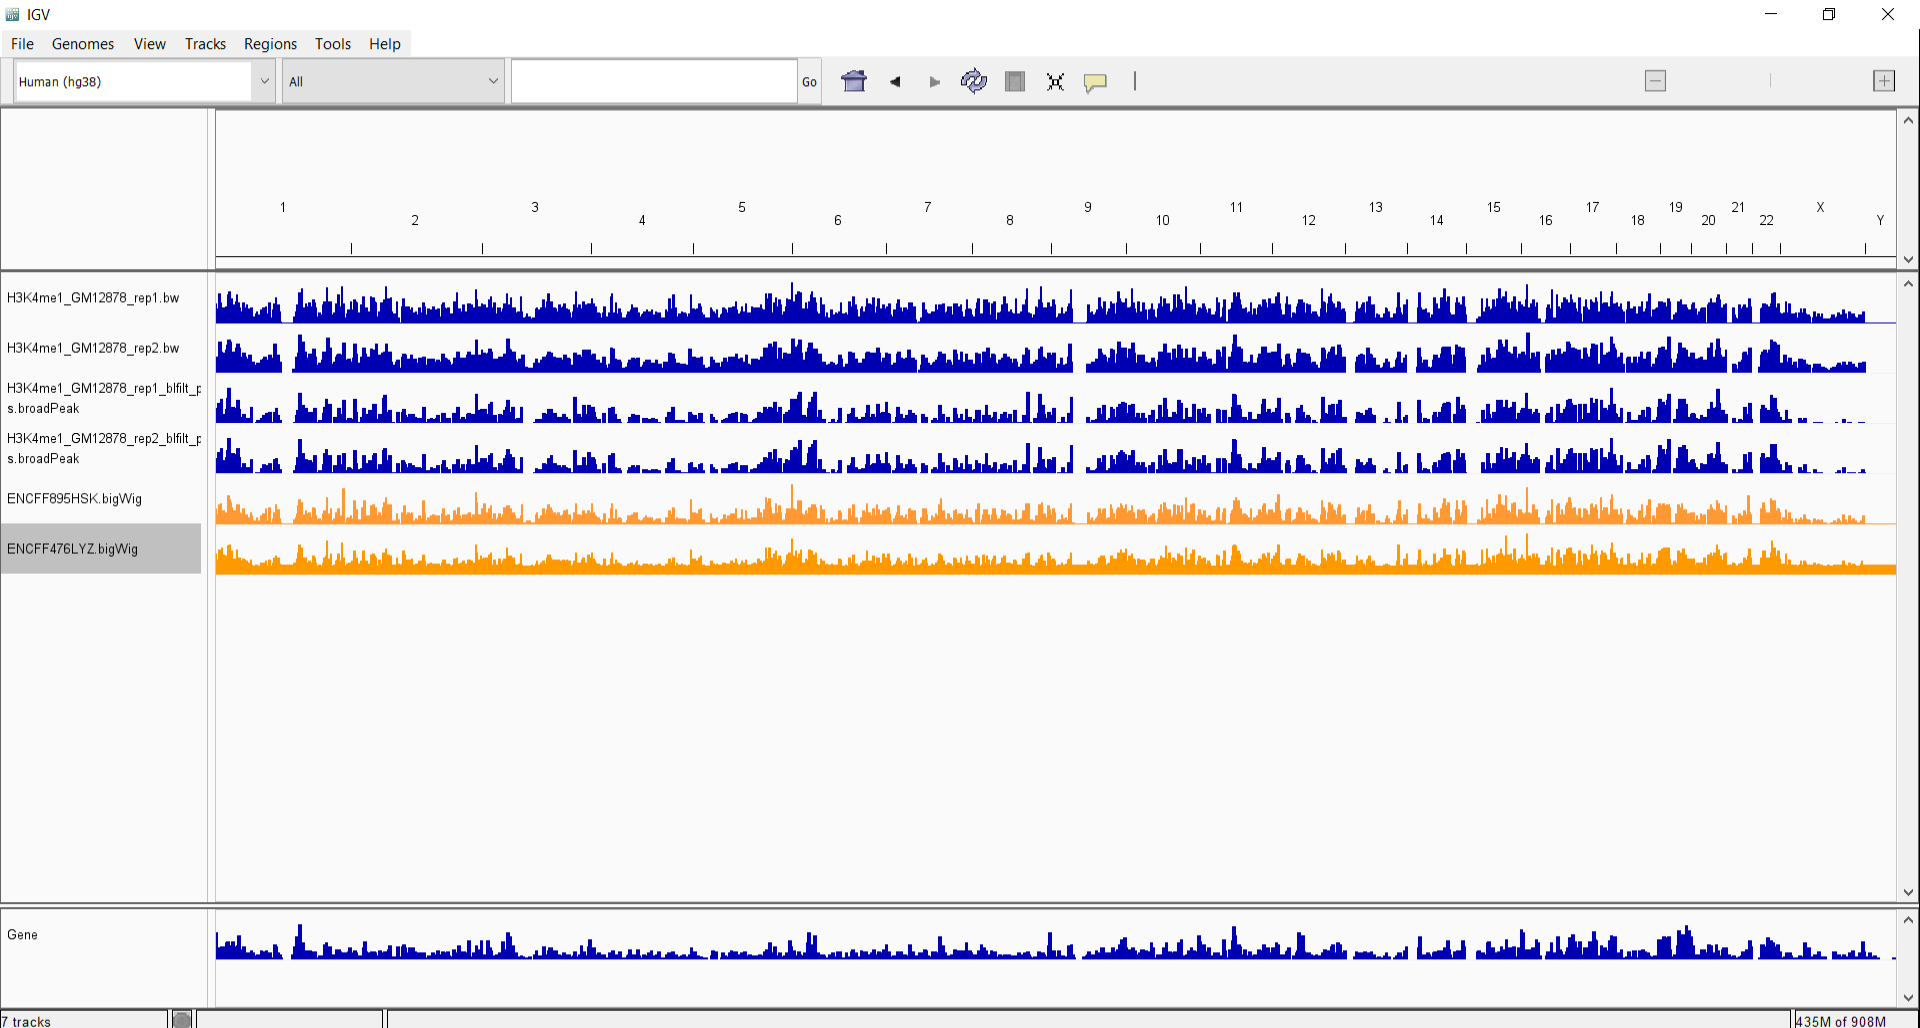 IGV
File Genomes View Tracks Regions Tools Help
Human (hg38) All Go
1 3 5 7 9 11 13 15 17 19 21 X
2 4 6 8 10 12 14 16 18 20 22 Y
H3K4me1_GM12878_rep1.bw
H3K4me1_GM12878_rep2.bw
H3K4me1_GM12878_rep1_blfilt_p
s.broadPeak
H3K4me1_GM12878_rep2_blfilt_p
s.broadPeak
ENCFF895HSK.bigWig
ENCFF476LYZ.bigWig
Gene
7 tracks 435M of 908M